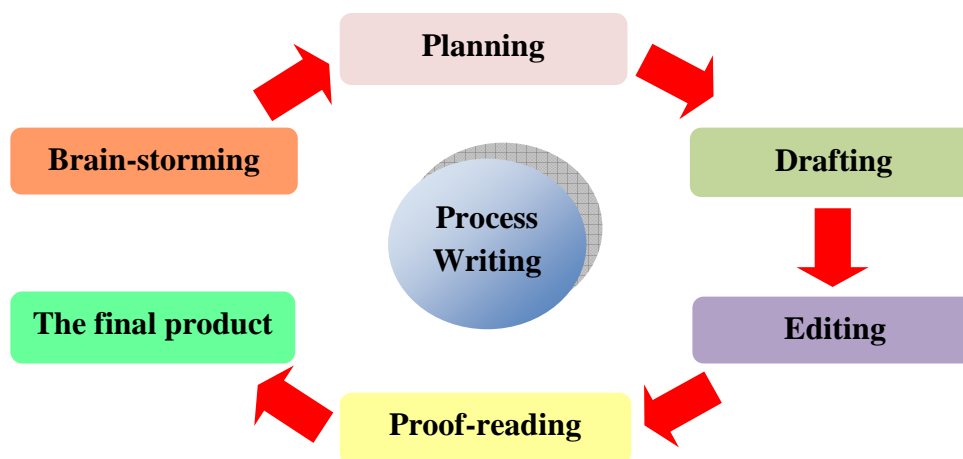 Planning
Brain-storming
Drafting
Process
Writing
The final product
Editing
Proof-reading